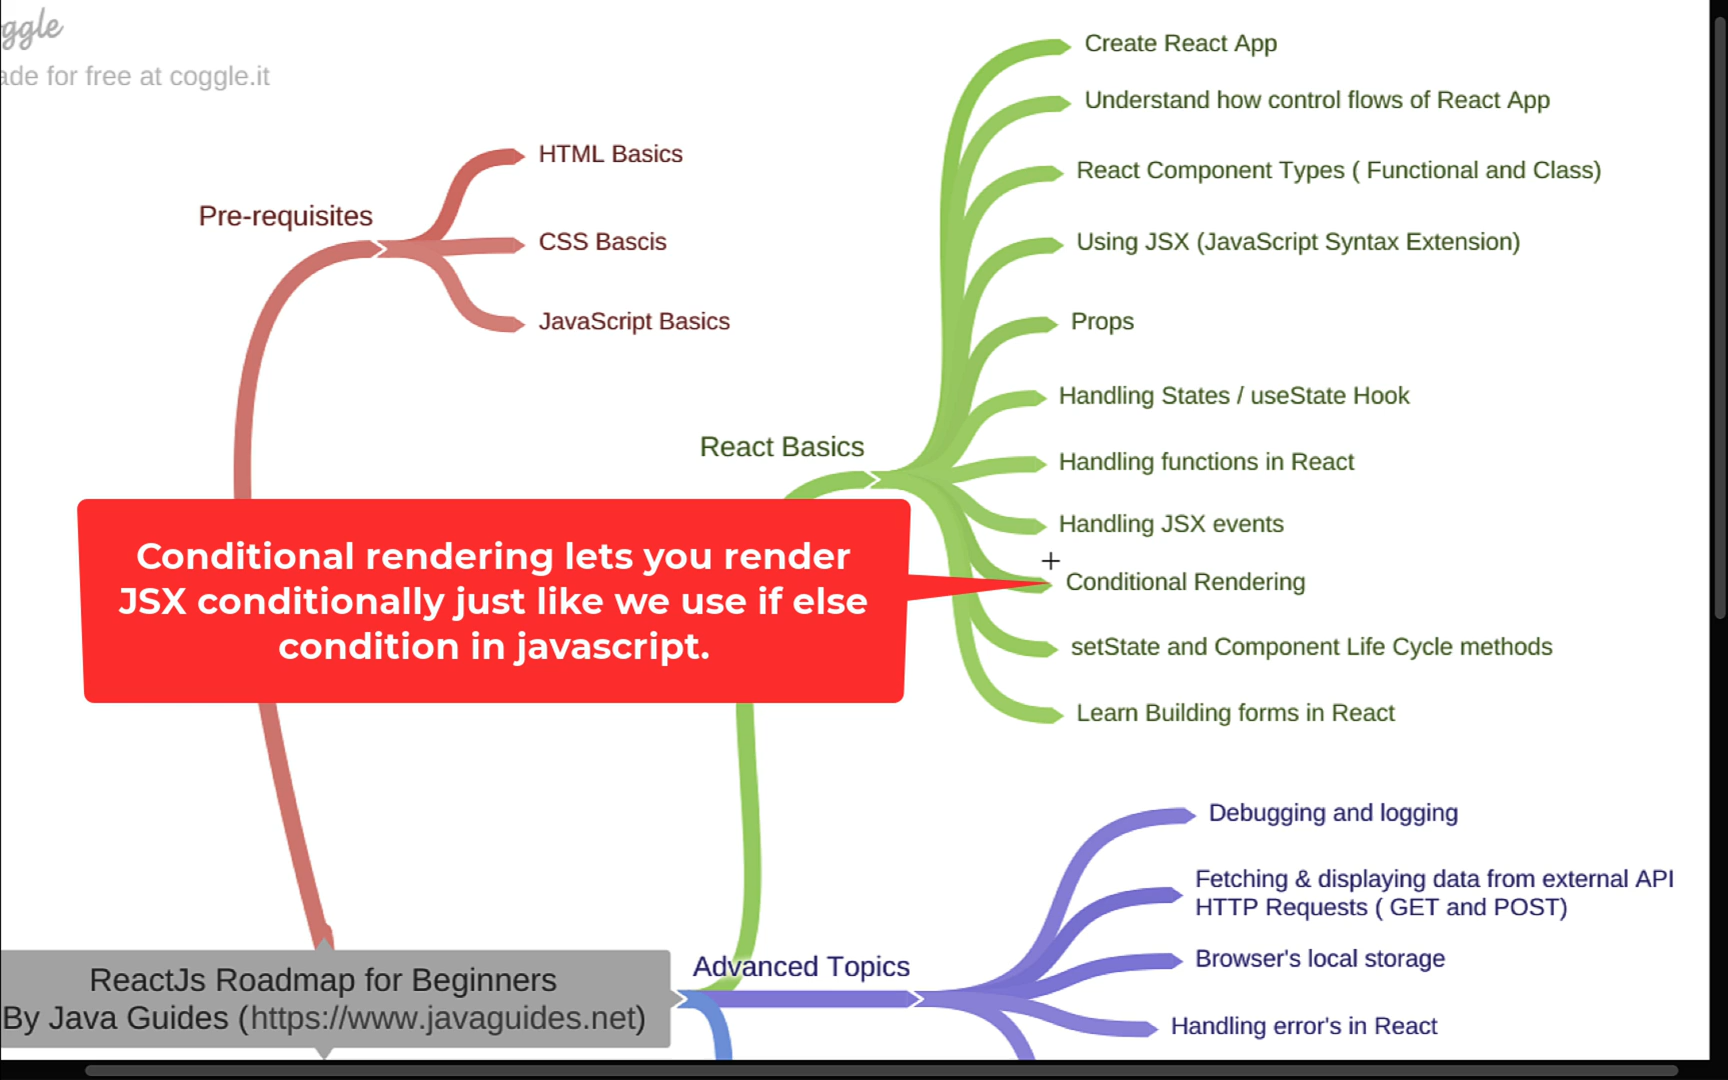 ggle
ade for free at coggle.it
Pre-requisites
HTML Basics
CSS Bascis
JavaScript Basics
React Basics
Create React App
Understand how control flows of React App
React Component Types ( Functional and Class)
Using JSX (JavaScript Syntax Extension)
Props
Handling States / useState Hook
Handling functions in React
Handling JSX events
Conditional Rendering
setState and Component Life Cycle methods
Learn Building forms in React
Conditional rendering lets you render
JSX conditionally just like we use if else
condition in javascript.
Advanced Topics
Debugging and logging
Fetching & displaying data from external API
HTTP Requests ( GET and POST)
Browser's local storage
Handling error's in React
ReactJs Roadmap for Beginners
By Java Guides (https://www.javaguides.net)